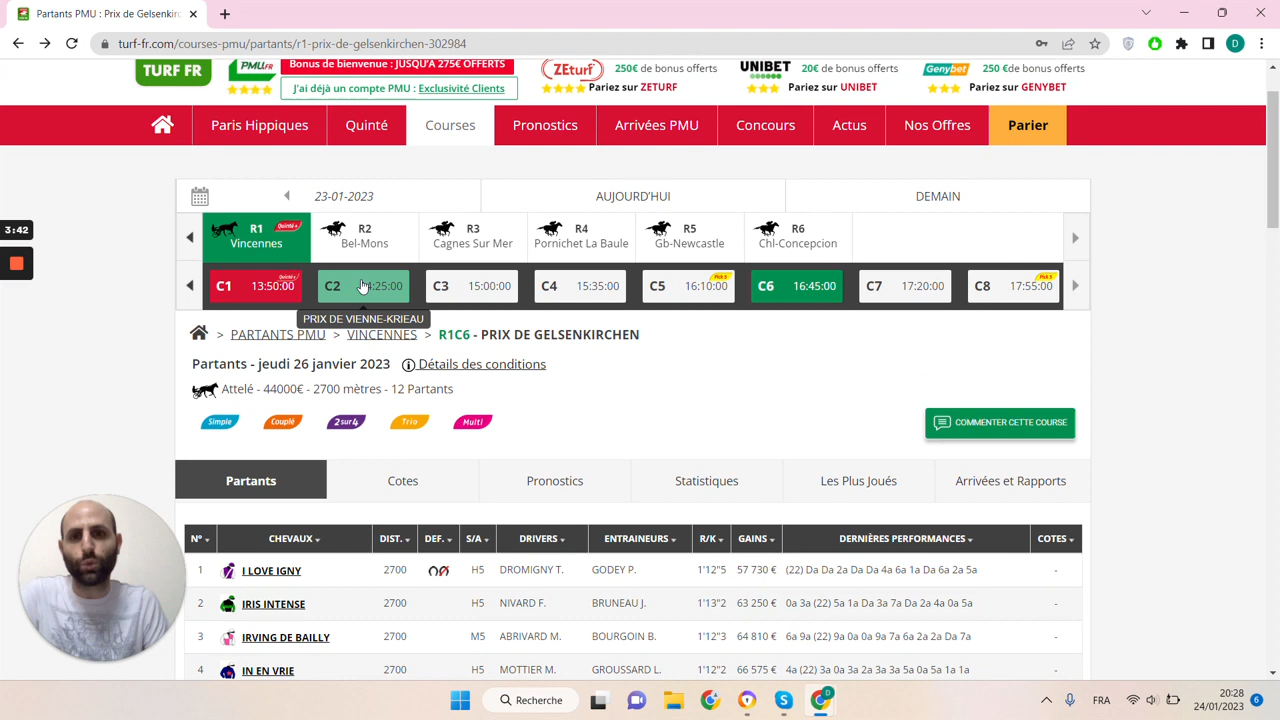 Partants PMU : Prix de Gelsenkir
turf-fr.com/courses-pmu/partants/r1-prix-de-gelsenkirchen-302984
TURF FR
PMU.FR
Bonus de bienvenue : JUSQU'A 275€ OFFERTS
J'ai déjà un compte PMU : Exclusivité Clients
ZEturf
250€ de bonus offerts
Pariez sur ZETURF
UNIBET
20€ de bonus offerts
Pariez sur UNIBET
Genybet
250 €de bonus offerts
Pariez sur GENYBET
Paris Hippiques Quinté Courses Pronostics Arrivées PMU Concours Actus Nos Offres Parier
23-01-2023 AUJOURD'HUI DEMAIN
3:42
R1 Quinté+ R2 R3 R4 R5 R6
Vincennes Bel-Mons Cagnes Sur Mer Pornichet La Baule Gb-Newcastle Chl-Concepcion
C1 13:50:00 Quinté+ C2 4:25:00 C3 15:00:00 C4 15:35:00 C5 16:10:00 Pick 5 C6 16:45:00 C7 17:20:00 C8 17:55:00 Pick 5
PRIX DE VIENNE-KRIEAU
> PARTANTS PMU > VINCENNES > R1C6 - PRIX DE GELSENKIRCHEN
Partants - jeudi 26 janvier 2023 Détails des conditions
Attelé - 44000€ - 2700 mètres - 12 Partants
Simple Couplé 2sur4 Trio Multi
COMMENTER CETTE COURSE
Partants Cotes Pronostics Statistiques Les Plus Joués Arrivées et Rapports
N° CHEVAUX DIST. DEF. S/A DRIVERS ENTRAINEURS R/K GAINS DERNIÈRES PERFORMANCES COTES
1 I LOVE IGNY 2700 H5 DROMIGNY T. GODEY P. 1'12"5 57 730 € (22) Da Da 2a Da Da 4a 6a 1a Da 6a 2a 5a -
2 IRIS INTENSE 2700 H5 NIVARD F. BRUNEAU J. 1'13"2 63 250 € 0a 3a (22) 5a 1a Da 3a 7a Da 2a 4a 0a 5a -
3 IRVING DE BAILLY 2700 M5 ABRIVARD M. BOURGOIN B. 1'12"3 64 810 € 6a 9a (22) 9a 0a 0a 9a 7a 6a 2a 2a Da 7a -
4 IN EN VRIE 2700 H5 MOTTIER M. GROUSSARD L. 1'12"2 66 575 € 4a (22) 3a 0a 3a 2a 3a 3a 5a 0a 5a 1a 1a -
Recherche
FRA
20:28
24/01/2023
6
D
D